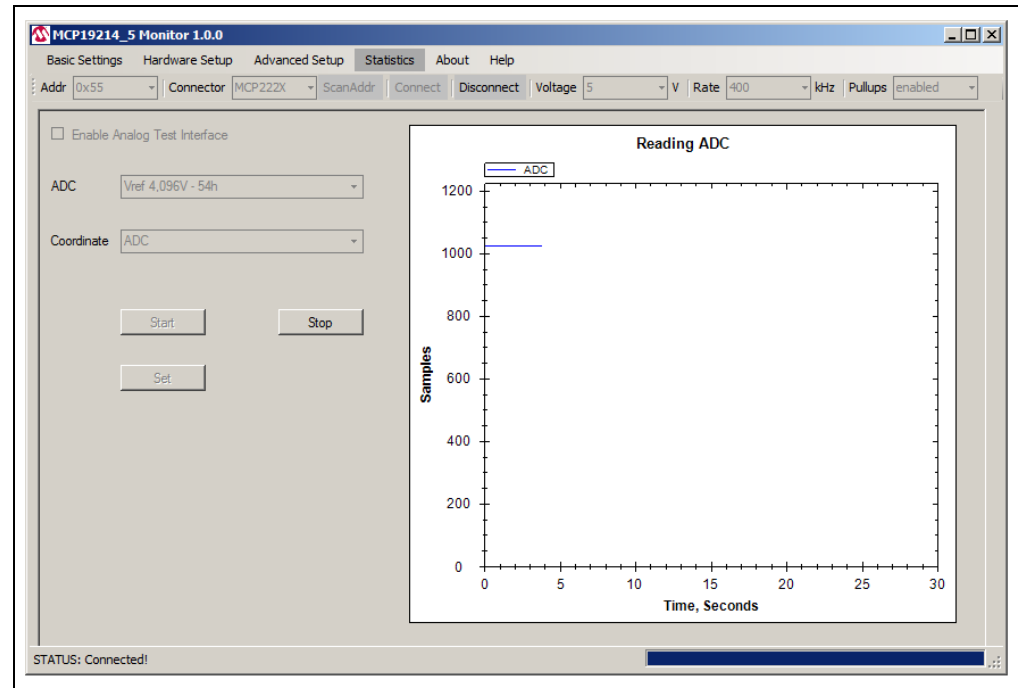 MCP19214_5 Monitor 1.0.0
Basic Settings Hardware Setup Advanced Setup Statistics About Help
Addr 0x55 Connector MCP222X ScanAddr Connect Disconnect Voltage 5 V Rate 400 kHz Pullups enabled
Enable Analog Test Interface
ADC Vref 4,096V - 54h
Coordinate ADC
Start Stop
Set
Reading ADC
ADC
1200
1000
800
600
400
200
0
Samples
0 5 10 15 20 25 30
Time, Seconds
STATUS: Connected!